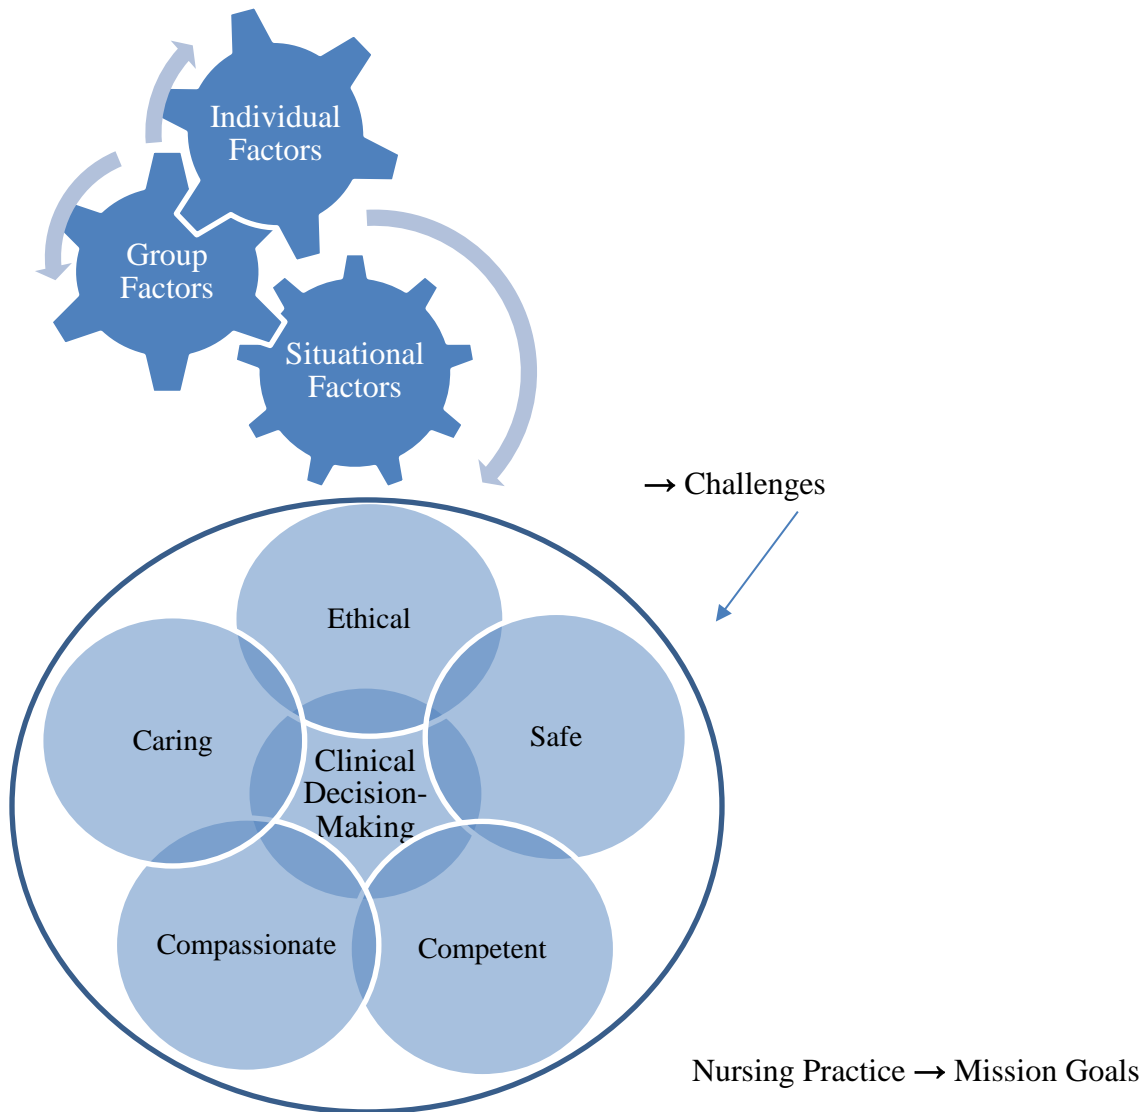 Individual
Factors
Group
Factors
Situational
Factors
→ Challenges
Ethical
Caring
Safe
Clinical
Decision-
Making
Compassionate
Competent
Nursing Practice → Mission Goals